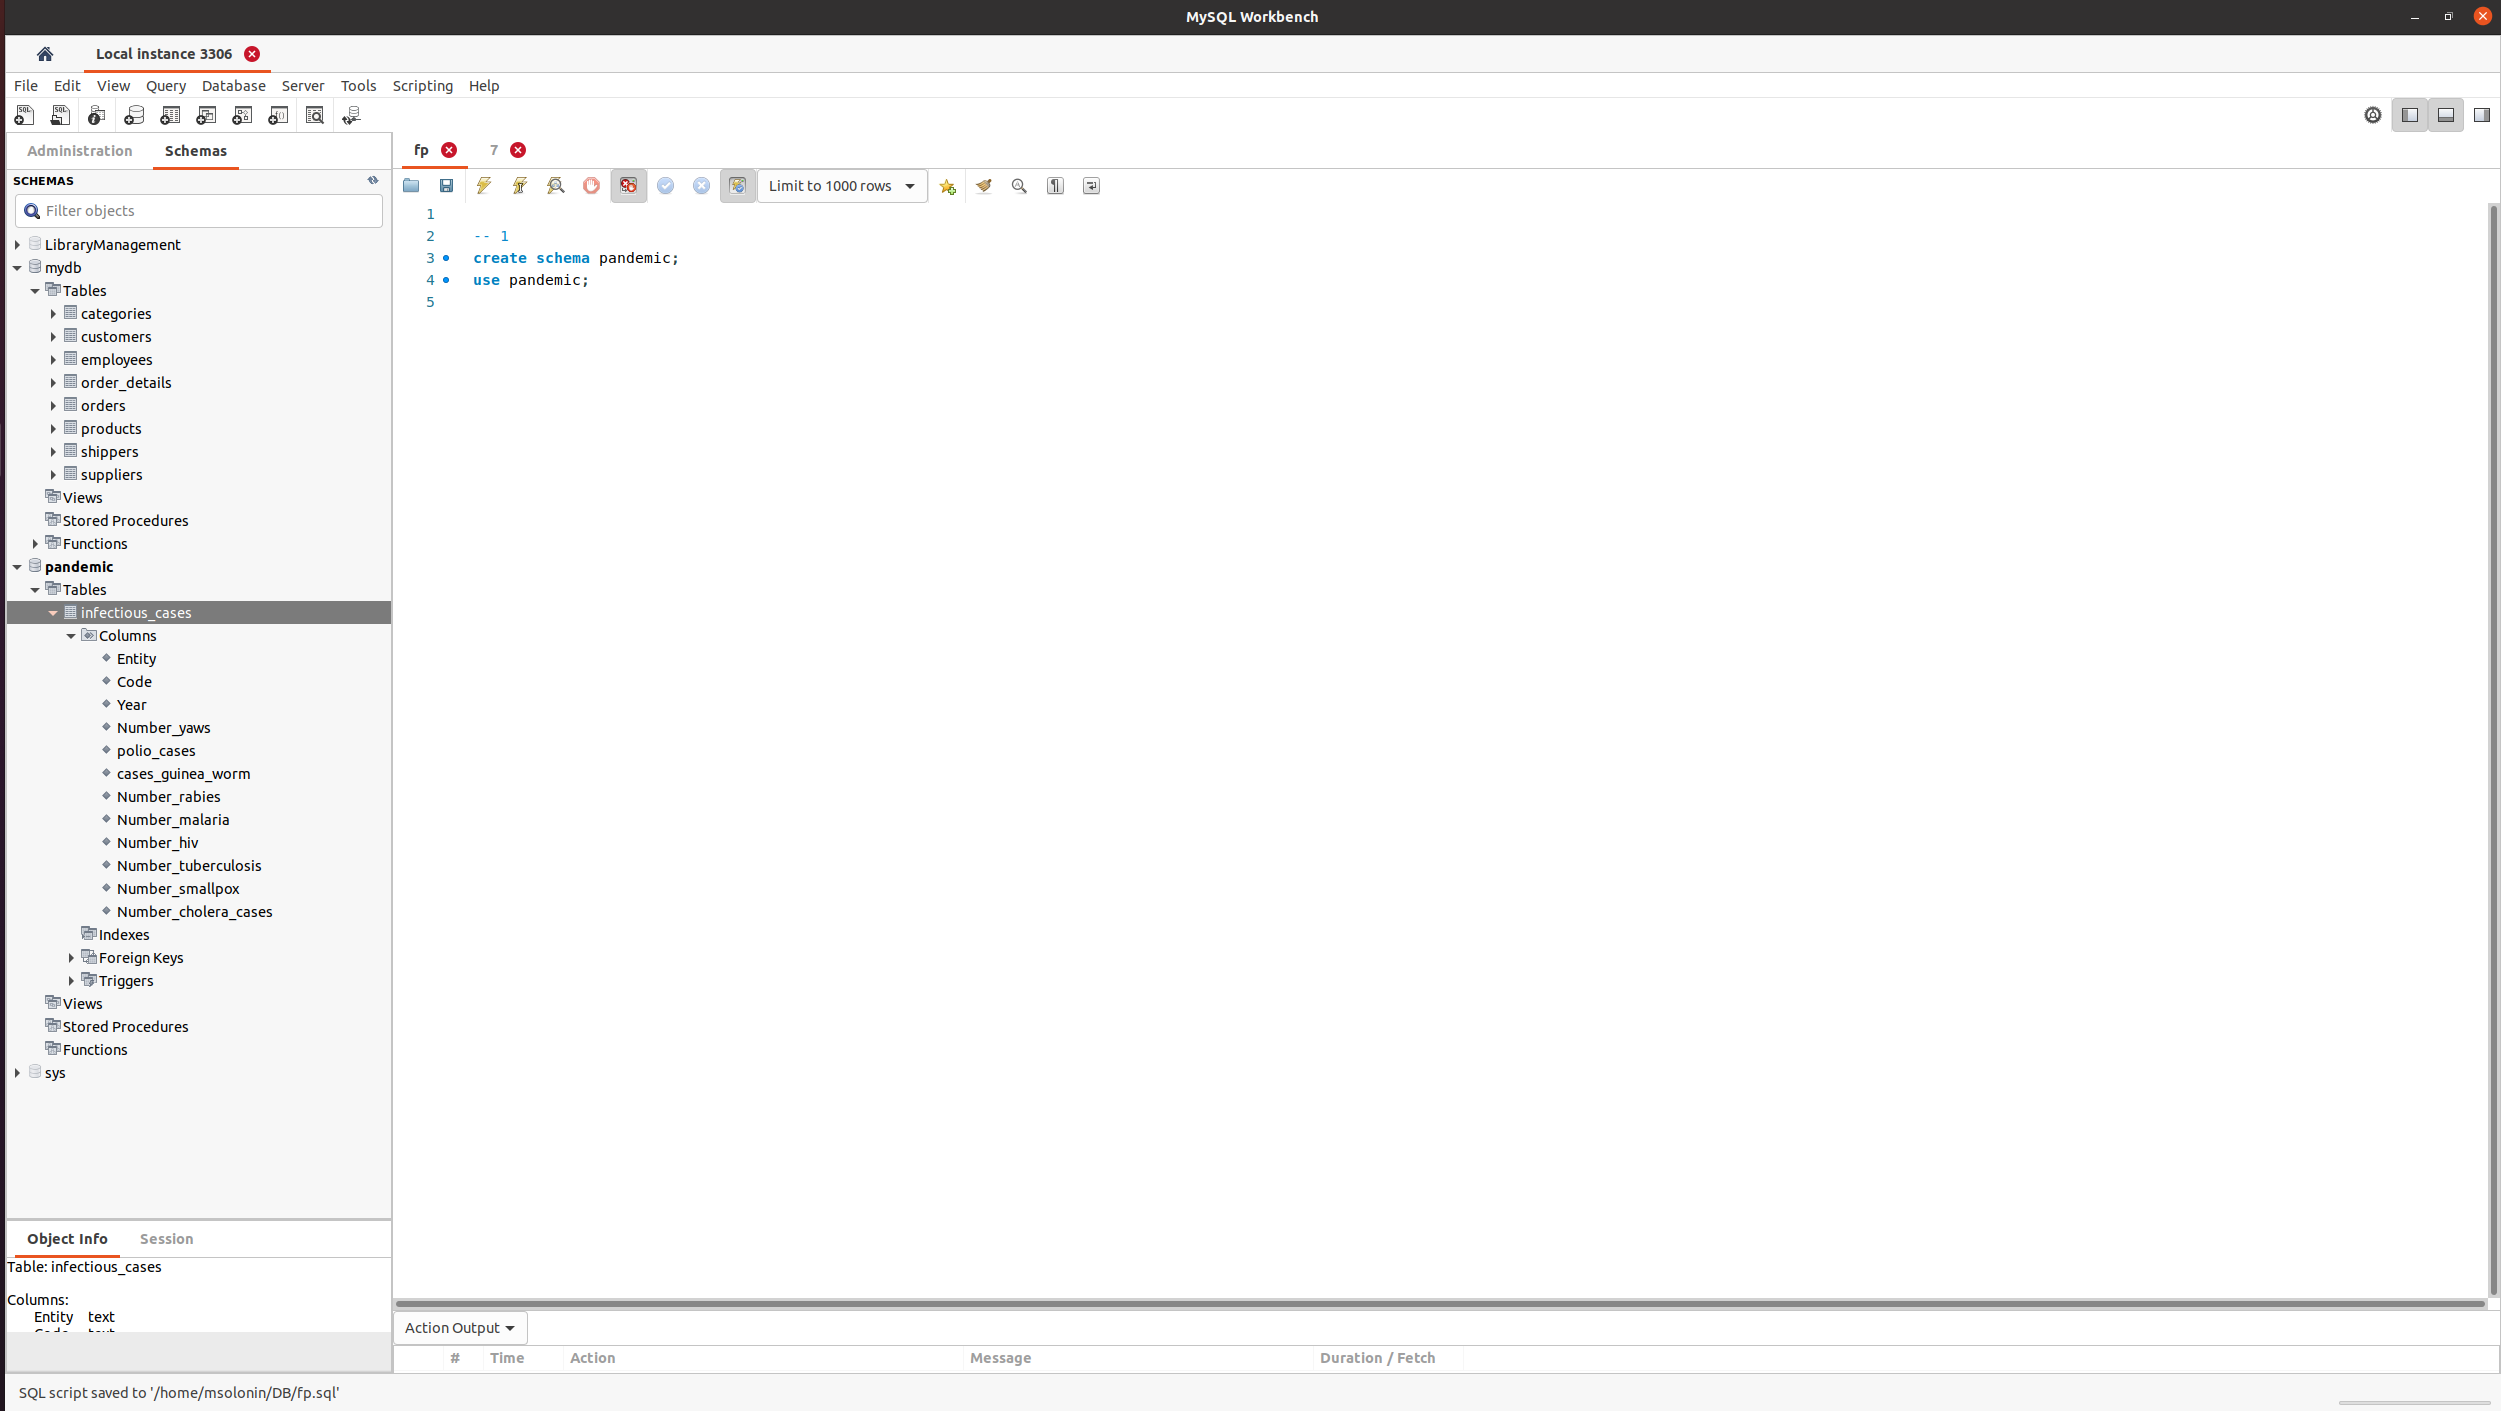 MySQL Workbench
Local instance 3306
File Edit View Query Database Server Tools Scripting Help
Administration Schemas
SCHEMAS
Filter objects
LibraryManagement
mydb
Tables
categories
customers
employees
order_details
orders
products
shippers
suppliers
Views
Stored Procedures
Functions
pandemic
Tables
infectious_cases
Columns
Entity
Code
Year
Number_yaws
polio_cases
cases_guinea_worm
Number_rabies
Number_malaria
Number_hiv
Number_tuberculosis
Number_smallpox
Number_cholera_cases
Indexes
Foreign Keys
Triggers
Views
Stored Procedures
Functions
sys
Object Info Session
Table: infectious_cases
Columns:
Entity text
fp 7
Limit to 1000 rows
1
2 -- 1
3 create schema pandemic;
4 use pandemic;
5
Action Output
# Time Action Message Duration / Fetch
SQL script saved to '/home/msolonin/DB/fp.sql'